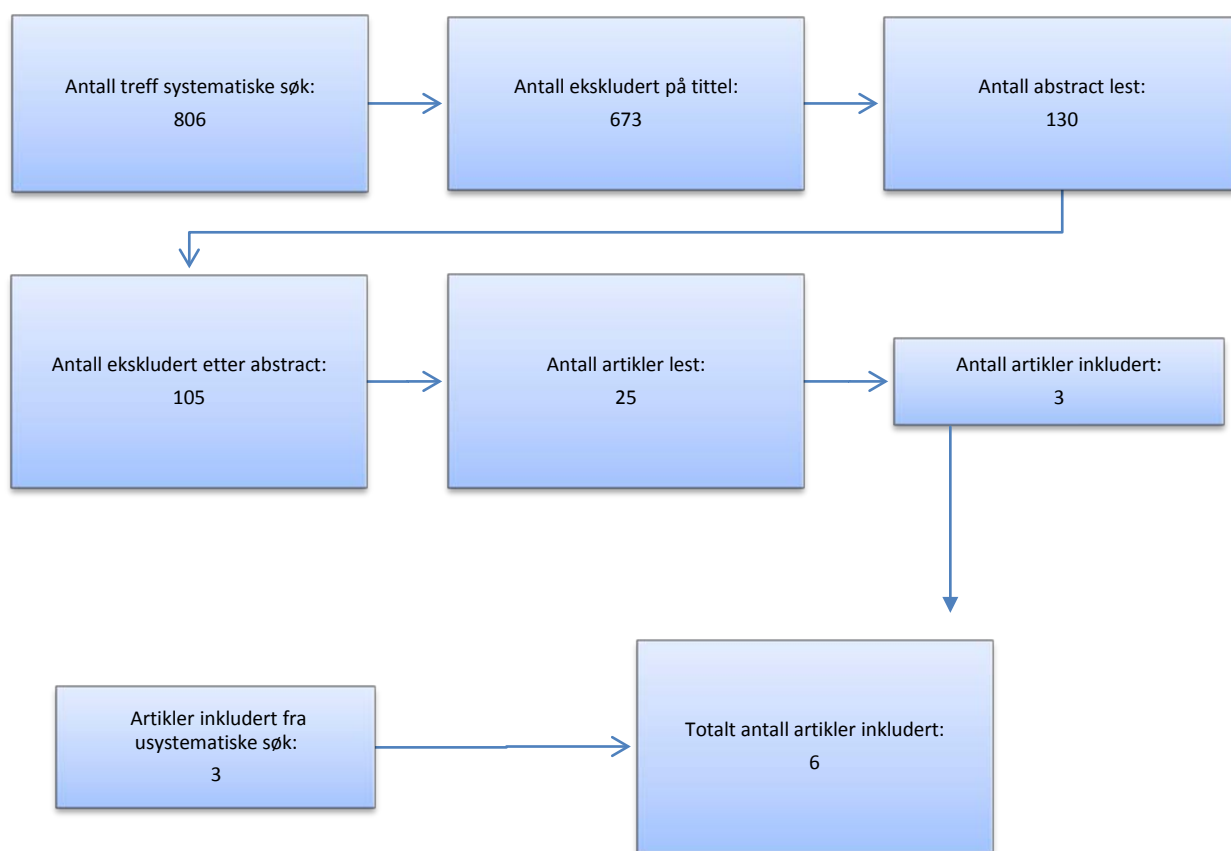 Antall treff systematiske søk:
806
Antall ekskludert på tittel:
673
Antall abstract lest:
130
Antall ekskludert etter abstract:
105
Antall artikler lest:
25
Antall artikler inkludert:
3
Artikler inkludert fra
usystematiske søk:
3
Totalt antall artikler inkludert:
6